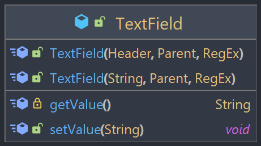 TextField
TextField(Header, Parent, RegEx)
TextField(String, Parent, RegEx)
getValue() String
setValue(String) void